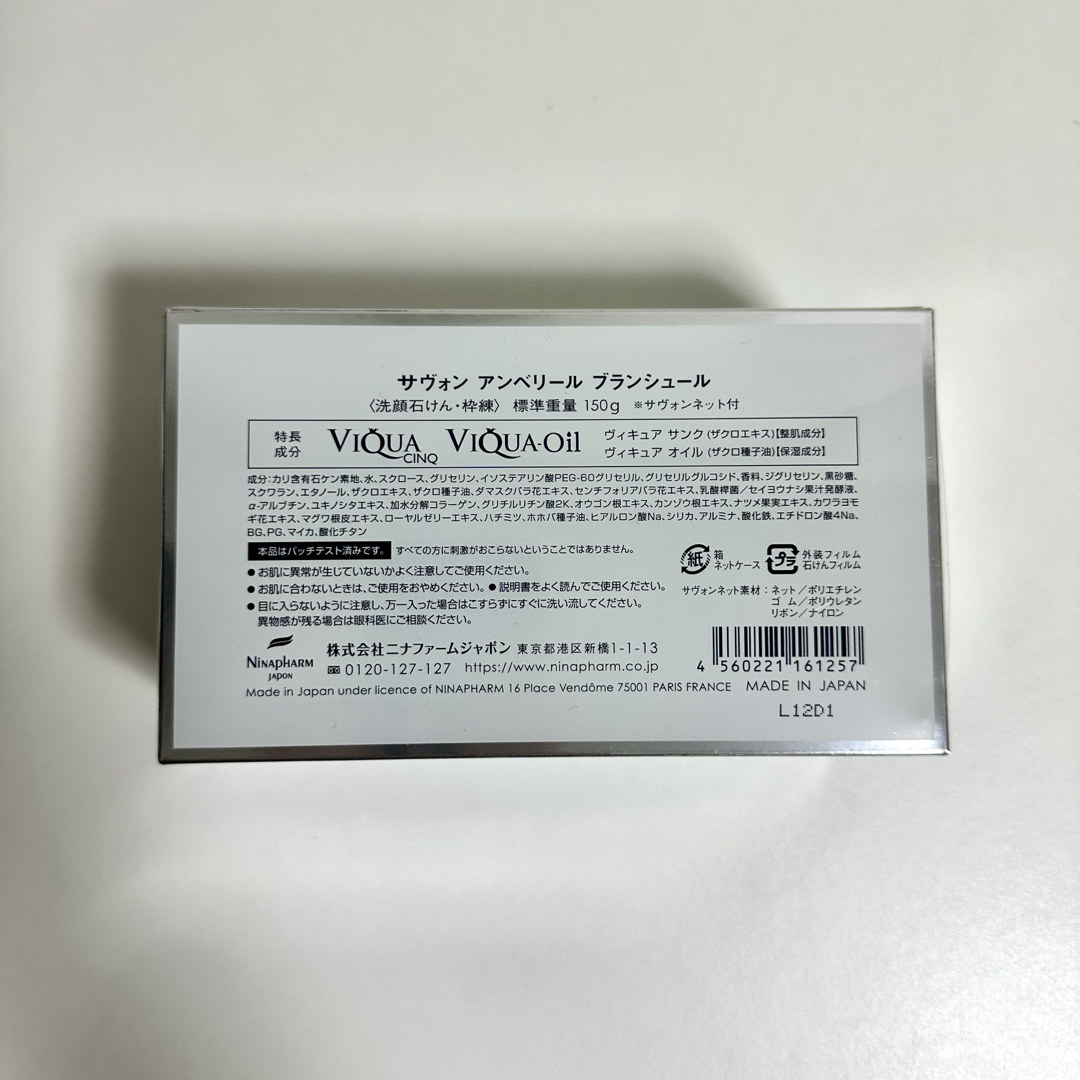 サヴォン アンベリール ブランシュール
〈洗顔石けん・枠練〉 標準重量 150g ※サヴォンネット付
特長成分 VIQUA CINQ VIQUA-Oil ヴィキュア サンク(ザクロエキス)【整肌成分】
ヴィキュア オイル(ザクロ種子油)【保湿成分】
成分:カリ含有石ケン素地、水、スクロース、グリセリン、イソステアリン酸PEG-60グリセリル、グリセリルグルコシド、香料、ジグリセリン、黒砂糖、
スクワラン、エタノール、ザクロエキス、ザクロ種子油、ダマスクバラ花エキス、センチフォリアバラ花エキス、乳酸桿菌/セイヨウナシ果汁発酵液、
α-アルブチン、ユキノシタエキス、加水分解コラーゲン、グリチルリチン酸2K、オウゴン根エキス、カンゾウ根エキス、ナツメ果実エキス、カワラヨモ
ギ花エキス、マグワ根皮エキス、ローヤルゼリーエキス、ハチミツ、ホホバ種子油、ヒアルロン酸Na、シリカ、アルミナ、酸化鉄、エチドロン酸4Na、
BG、PG、マイカ、酸化チタン
本品はパッチテスト済みです。 すべての方に刺激がおこらないということではありません。
● お肌に異常が生じていないかよく注意してご使用ください。
● お肌に合わないときは、ご使用をおやめください。 ● 説明書をよく読んでご使用ください。
● 目に入らないように注意し、万一入った場合はこすらずにすぐに洗い流してください。
異物感が残る場合は眼科医にご相談ください。
紙 箱 ネットケース プラ 外装フィルム 石けんフィルム
サヴォンネット素材:ネット/ポリエチレン
ゴム/ポリウレタン
リボン/ナイロン
NINAPHARM JAPON
株式会社ニナファームジャポン 東京都港区新橋1-1-13
0120-127-127 https://www.ninapharm.co.jp
4 560221 161257
Made in Japan under licence of NINAPHARM 16 Place Vendôme 75001 PARIS FRANCE MADE IN JAPAN
L12D1